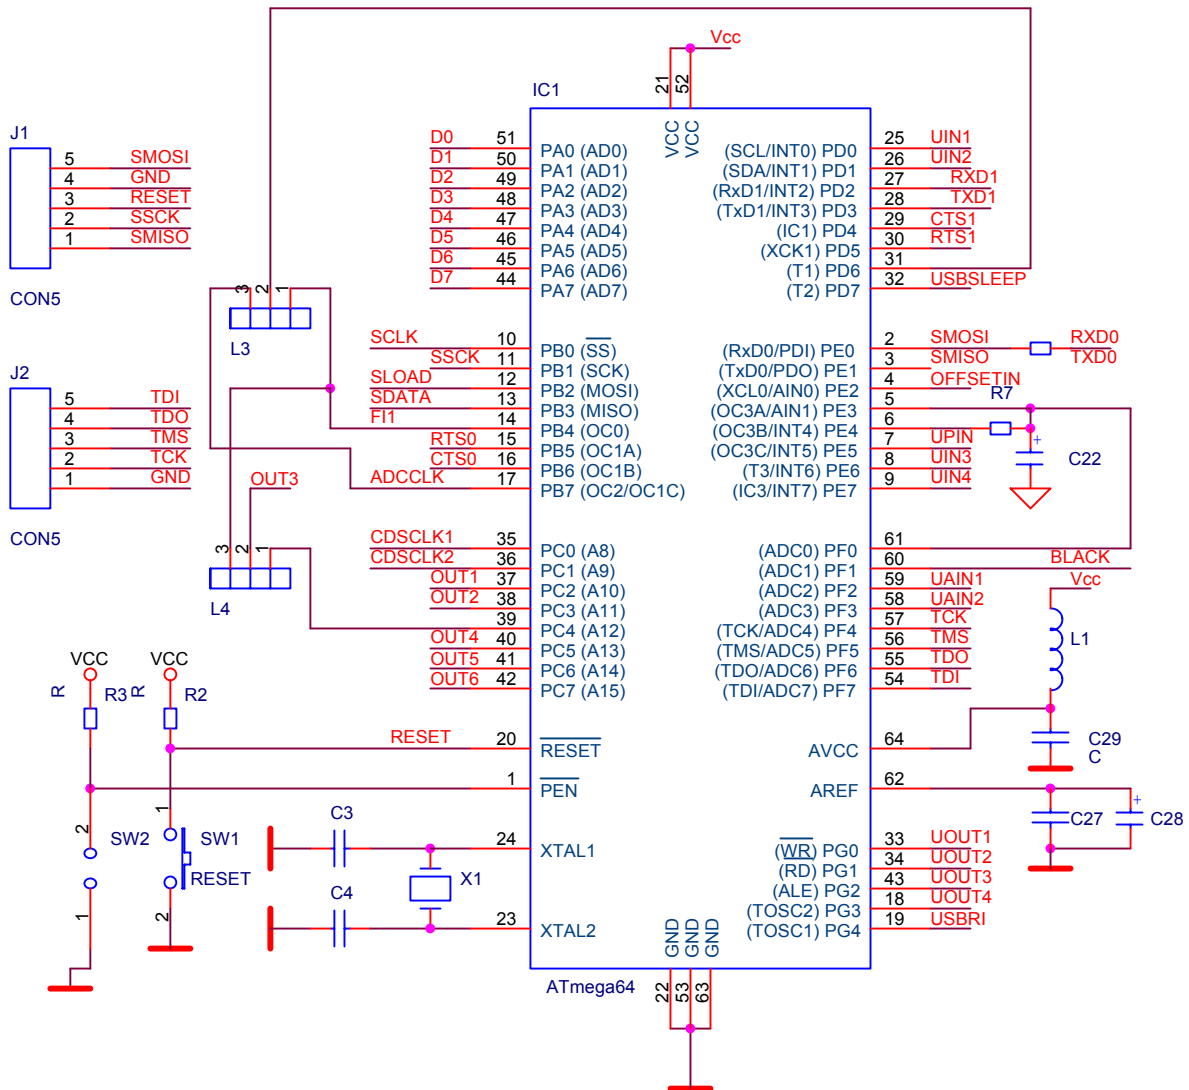 Vcc
21
52
IC1
VCC
VCC
J1
5 SMOSI
4 GND
3 RESET
2 SSCK
1 SMISO
CON5
J2
5 TDI
4 TDO
3 TMS
2 TCK
1 GND
CON5
3 2 1
L3
OUT3
3 2 1
L4
D0 51 PA0 (AD0)
D1 50 PA1 (AD1)
D2 49 PA2 (AD2)
D3 48 PA3 (AD3)
D4 47 PA4 (AD4)
D5 46 PA5 (AD5)
D6 45 PA6 (AD6)
D7 44 PA7 (AD7)
SCLK 10 PB0 (SS)
SSCK 11 PB1 (SCK)
SLOAD 12 PB2 (MOSI)
SDATA 13 PB3 (MISO)
FI1 14 PB4 (OC0)
RTS0 15 PB5 (OC1A)
CTS0 16 PB6 (OC1B)
ADCCLK 17 PB7 (OC2/OC1C)
CDSCLK1 35 PC0 (A8)
CDSCLK2 36 PC1 (A9)
OUT1 37 PC2 (A10)
OUT2 38 PC3 (A11)
39 PC4 (A12)
OUT4 40 PC5 (A13)
OUT5 41 PC6 (A14)
OUT6 42 PC7 (A15)
RESET 20 RESET
1 PEN
24 XTAL1
23 XTAL2
(SCL/INT0) PD0 25 UIN1
(SDA/INT1) PD1 26 UIN2
(RxD1/INT2) PD2 27 RXD1
(TxD1/INT3) PD3 28 TXD1
(IC1) PD4 29 CTS1
(XCK1) PD5 30 RTS1
(T1) PD6 31
(T2) PD7 32 USBSLEEP
(RxD0/PDI) PE0 2 SMOSI RXD0
(TxD0/PDO) PE1 3 SMISO TXD0
(XCL0/AIN0) PE2 4 OFFSETIN
R7
(OC3A/AIN1) PE3 5
(OC3B/INT4) PE4 6
+
(OC3C/INT5) PE5 7 UPIN
C22
(T3/INT6) PE6 8 UIN3
(IC3/INT7) PE7 9 UIN4
(ADC0) PF0 61
(ADC1) PF1 60 BLACK
(ADC2) PF2 59 UAIN1
(ADC3) PF3 58 UAIN2
(TCK/ADC4) PF4 57 TCK
(TMS/ADC5) PF5 56 TMS
(TDO/ADC6) PF6 55 TDO
(TDI/ADC7) PF7 54 TDI
Vcc
L1
AVCC 64
C29
C
AREF 62
+
C27
C28
(WR) PG0 33 UOUT1
(RD) PG1 34 UOUT2
(ALE) PG2 43 UOUT3
(TOSC2) PG3 18 UOUT4
(TOSC1) PG4 19 USBRI
VCC
R
R3
VCC
R
R2
2
SW2
1
1
SW1
RESET
2
C3
C4
X1
GND
GND
GND
ATmega64
22
53
63